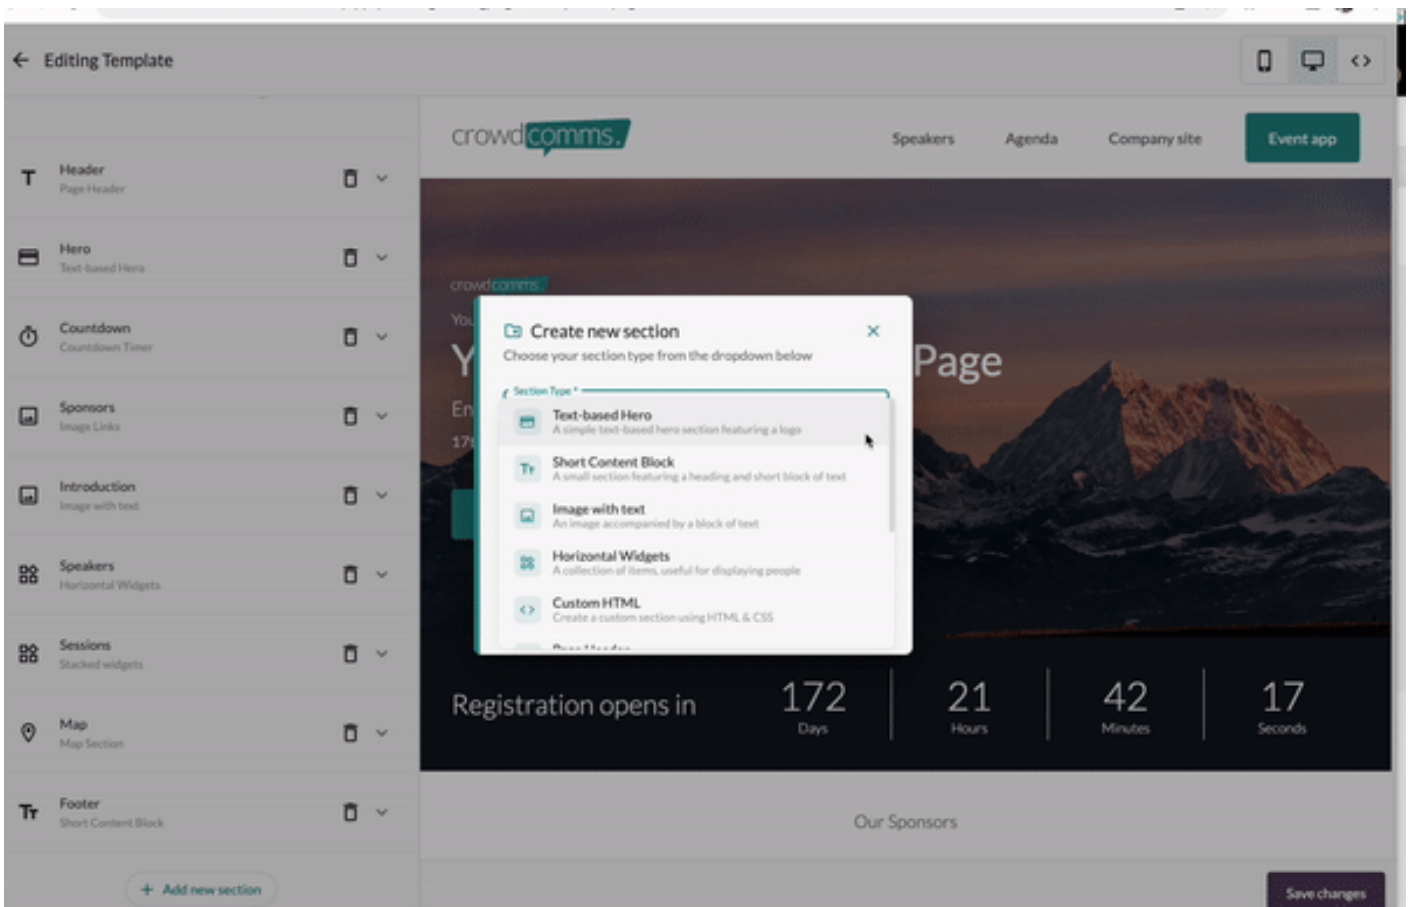 Editing Template
Header
Page Header
Hero
Text-based Hero
Countdown
Countdown Timer
Sponsors
Image Links
Introduction
Image with text
Speakers
Horizontal Widgets
Sessions
Stacked widgets
Map
Map Section
Footer
Short Content Block
+ Add new section
crowdcomms.
Speakers
Agenda
Company site
Event app
crowdcomms.
You
Y
Page
En
17t
Create new section
Choose your section type from the dropdown below
Section Type *
Text-based Hero
A simple text-based hero section featuring a logo
Short Content Block
A small section featuring a heading and short block of text
Image with text
An image accompanied by a block of text
Horizontal Widgets
A collection of items, useful for displaying people
Custom HTML
Create a custom section using HTML & CSS
Page Header
Registration opens in
172
Days
21
Hours
42
Minutes
17
Seconds
Our Sponsors
Save changes